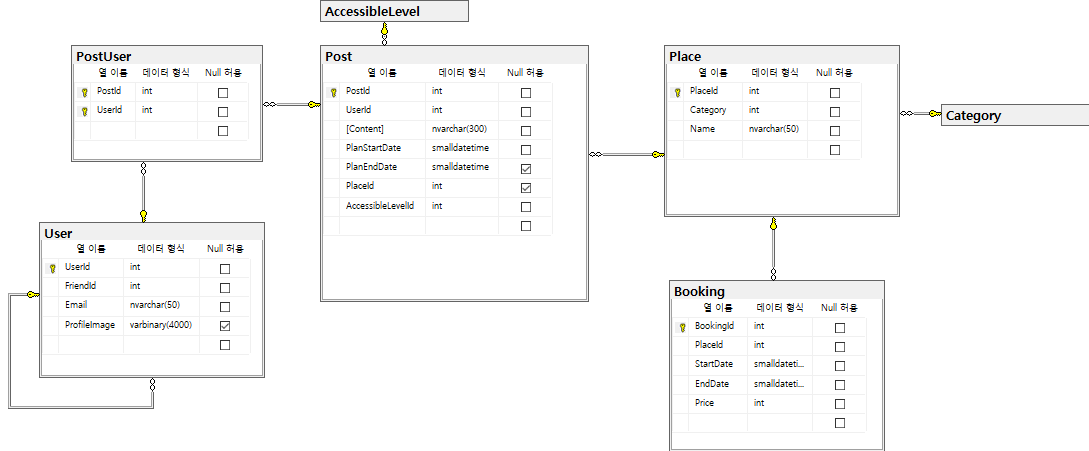 AccessibleLevel
PostUser
열 이름 데이터 형식 Null 허용
PostId int
UserId int
Post
열 이름 데이터 형식 Null 허용
PostId int
UserId int
[Content] nvarchar(300)
PlanStartDate smalldatetime
PlanEndDate smalldatetime
PlaceId int
AccessibleLevelId int
Place
열 이름 데이터 형식 Null 허용
PlaceId int
Category int
Name nvarchar(50)
Category
User
열 이름 데이터 형식 Null 허용
UserId int
FriendId int
Email nvarchar(50)
ProfileImage varbinary(4000)
Booking
열 이름 데이터 형식 Null 허용
BookingId int
PlaceId int
StartDate smalldateti...
EndDate smalldateti...
Price int